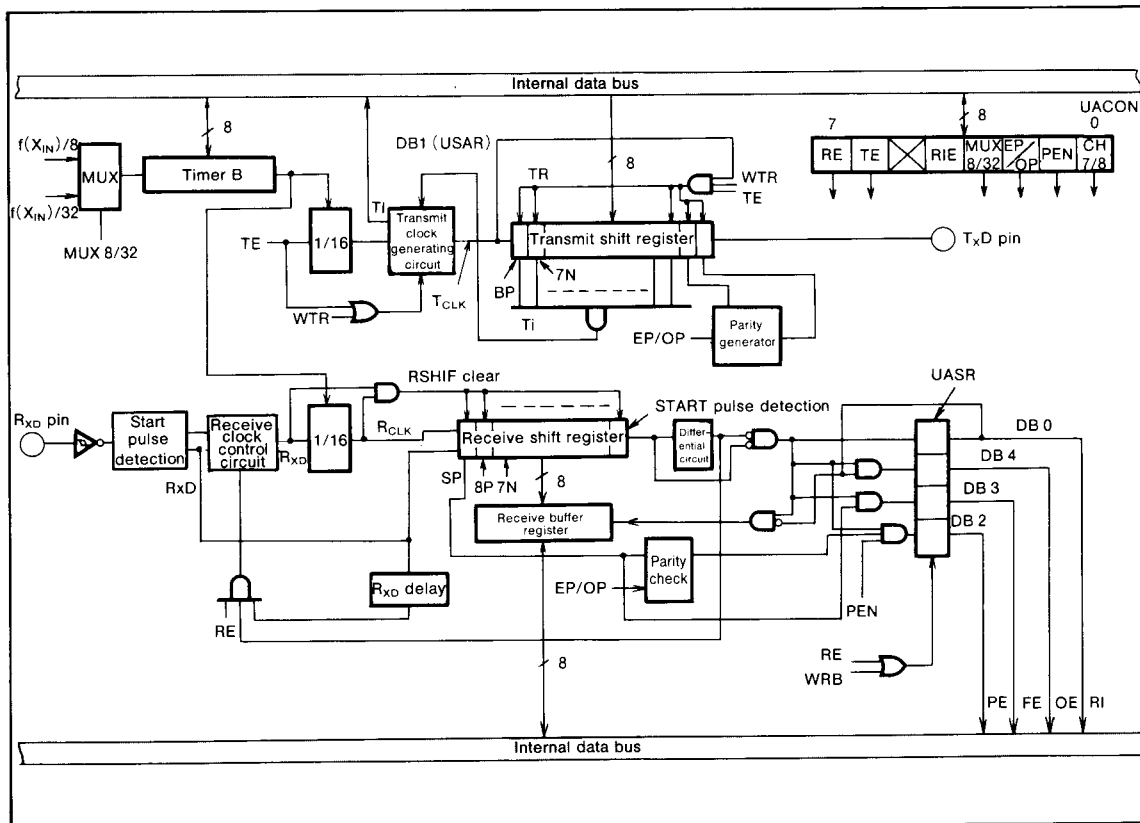 Internal data bus
f(XIN)/8
MUX
Timer B
8
f(XIN)/32
MUX 8/32
DB1 (USAR)
8
WTR
TE
TR
TI
TE
1/16
Transmit clock generating circuit
Transmit shift register
TXD pin
WTR
TCLK
BP
7N
Ti
EP/OP
Parity generator
8
UACON
7
0
RE
TE
RIE
MUX 8/32
EP/OP
PEN
CH 7/8
RXD pin
Start pulse detection
Receive clock control circuit
RXD
1/16
RxD
RSHIF clear
RCLK
Receive shift register
START pulse detection
Differential circuit
SP
8P
7N
8
Receive buffer register
EP/OP
Parity check
PEN
UASR
DB 0
DB 4
DB 3
DB 2
RXD delay
RE
8
RE
WRB
PE
FE
OE
RI
Internal data bus